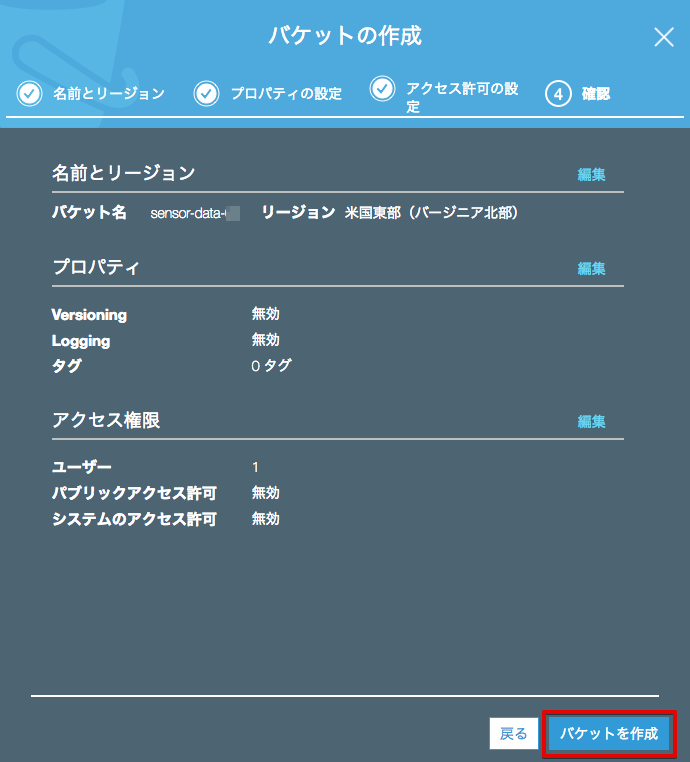 バケットの作成
名前とリージョン
プロパティの設定
アクセス許可の設
定
4 確認
名前とリージョン 編集
バケット名 sensor-data- リージョン 米国東部（バージニア北部）
プロパティ 編集
Versioning 無効
Logging 無効
タグ 0 タグ
アクセス権限 編集
ユーザー 1
パブリックアクセス許可 無効
システムのアクセス許可 無効
戻る バケットを作成